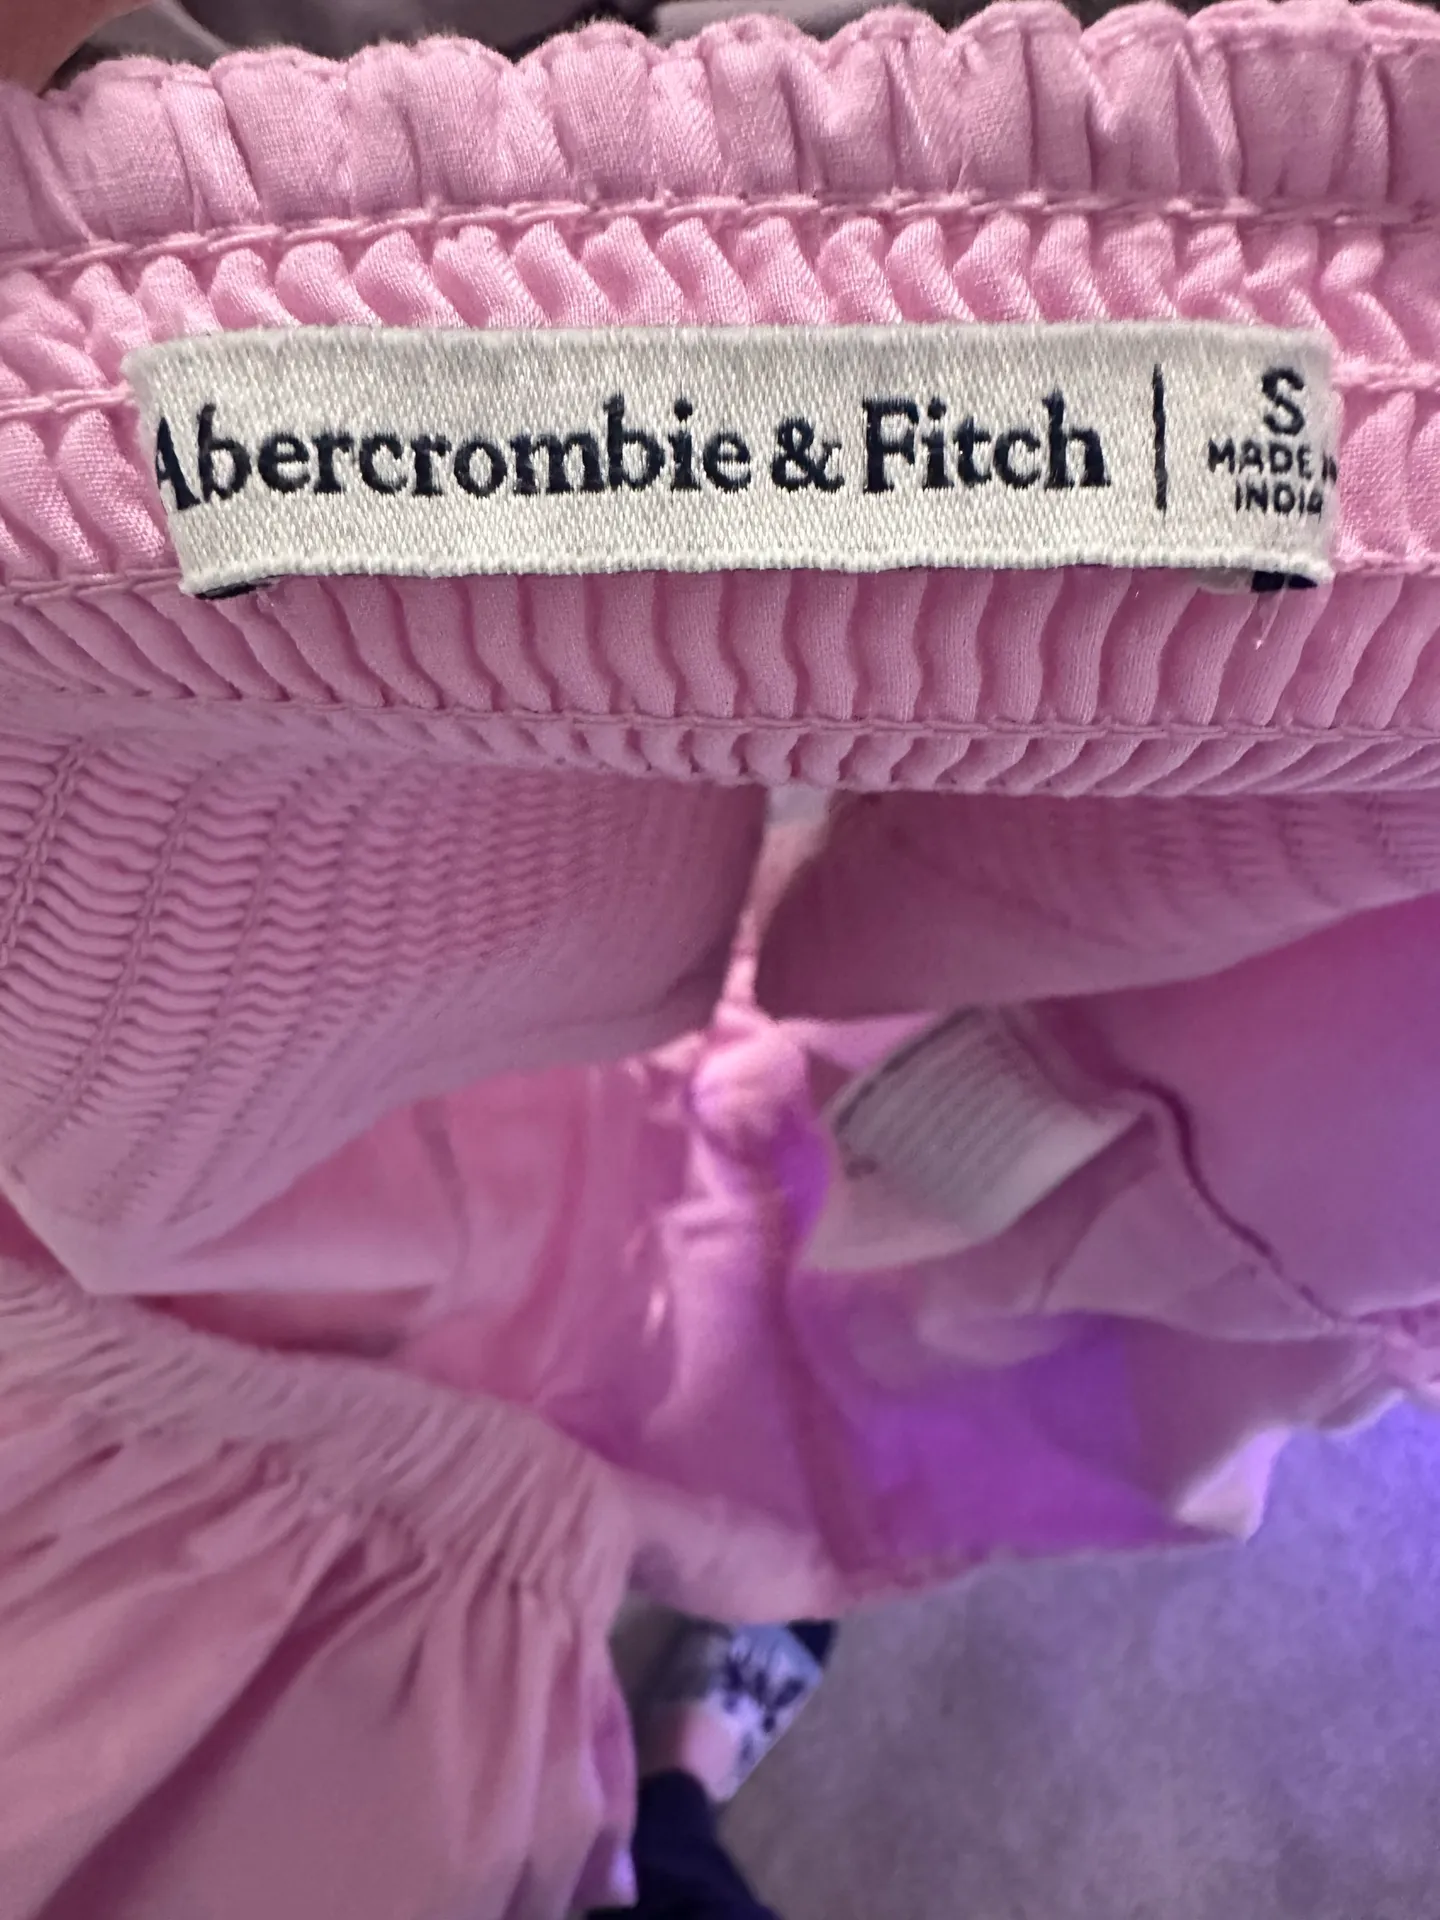 Abercrombie & Fitch | S
MADE IN
INDIA